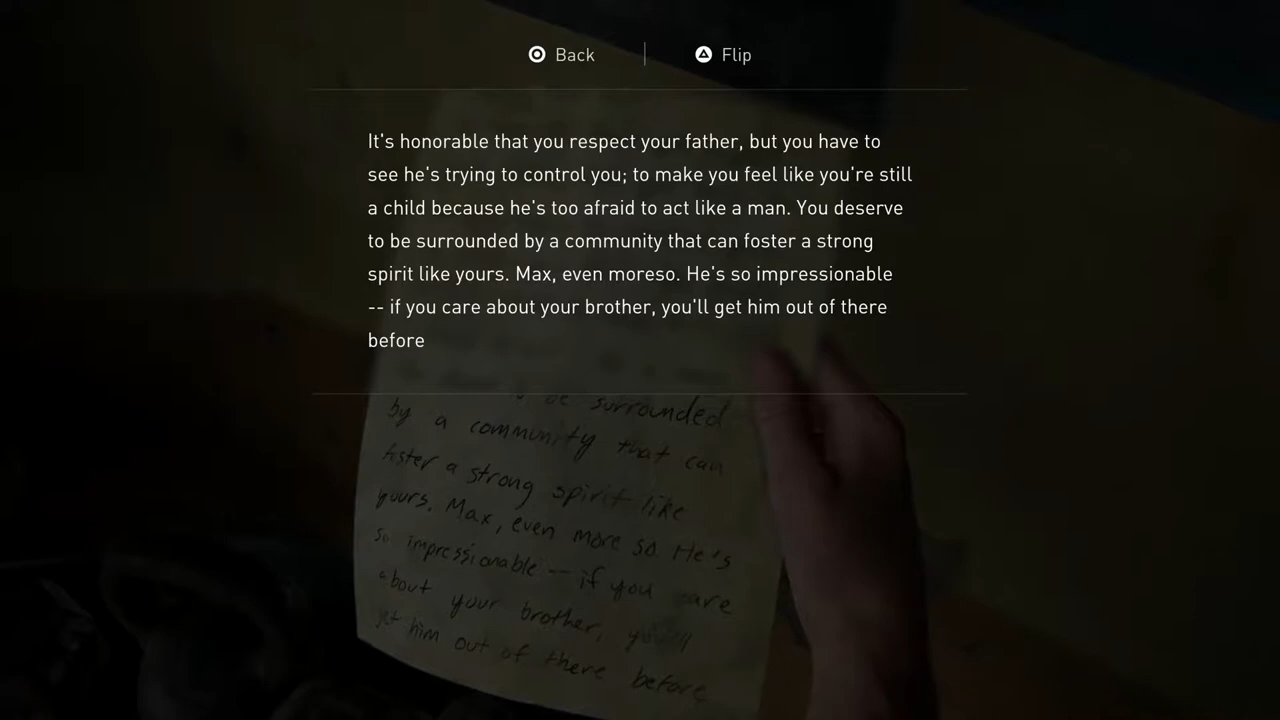 Back
Flip
It's honorable that you respect your father, but you have to
see he's trying to control you; to make you feel like you're still
a child because he's too afraid to act like a man. You deserve
to be surrounded by a community that can foster a strong
spirit like yours. Max, even moreso. He's so impressionable
-- if you care about your brother, you'll get him out of there
before
be surrounded
by a community that can
foster a strong spirit like
yours. Max, even more so He's
so impressionable -- if you care
about your brother, you'll
get him out of there before